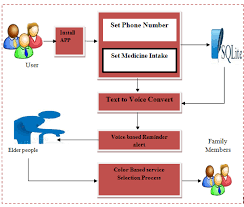 Install
APP
Set Phone Number
Set Medicine Intake
SQLite
User
Text to Voice Convert
Voice based Reminder
alert
Elder people
Family
Members
Color Based service
Selection Process